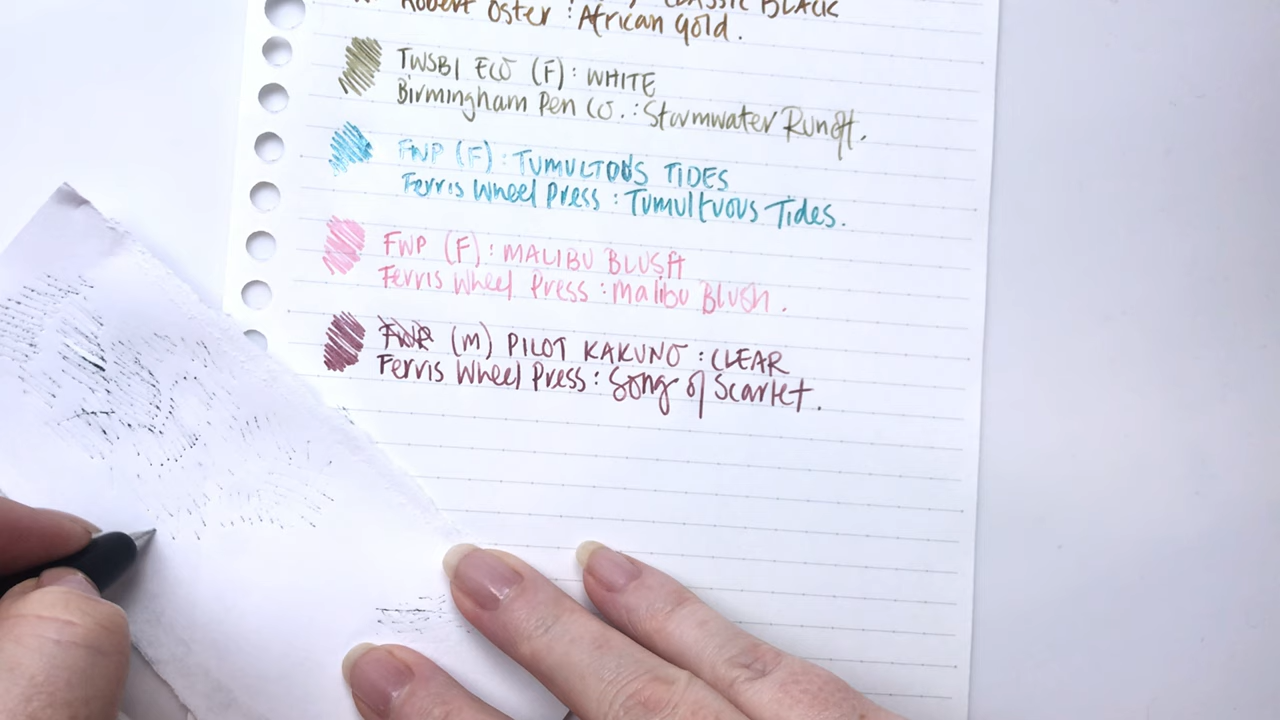 CLASSIC BLACK
Robert Oster : African Gold.
TWSBI ECO (F) : WHITE
Birmingham Pen Co. : Stormwater Runoff.
FWP (F) : TUMULTOUS TIDES
Ferris Wheel Press : Tumultuous Tides.
FWP (F) : MALIBU BLUSH
Ferris Wheel Press : Malibu Blush.
FWP (M) PILOT KAKUNO : CLEAR
Ferris Wheel Press : Song of Scarlet.